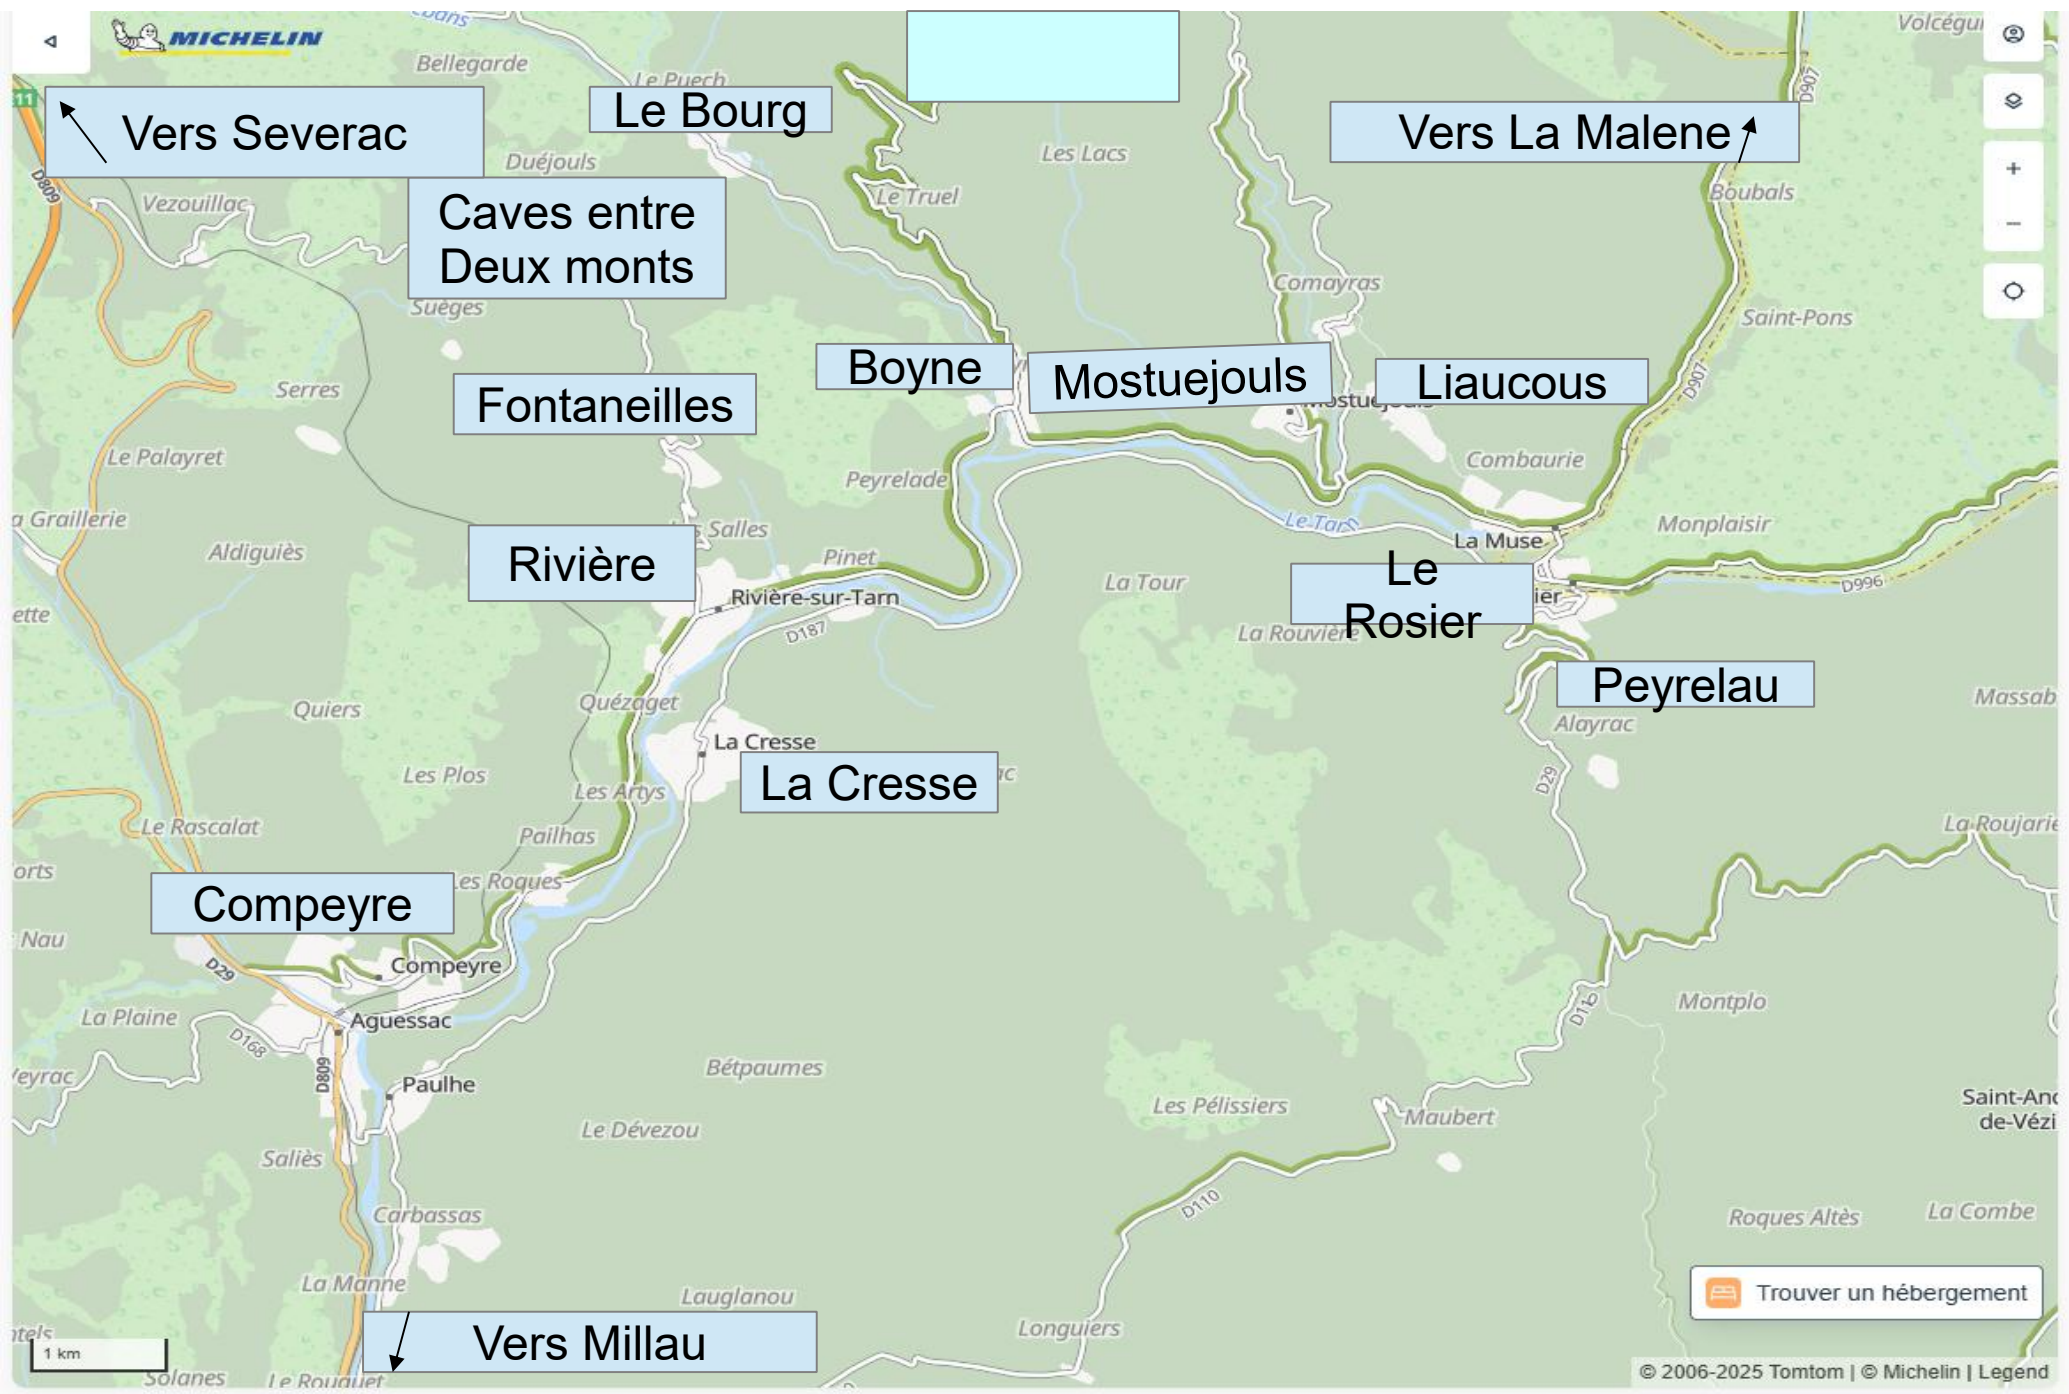 MICHELIN
Bellegarde
Le Puech
Le Bourg
Vers Severac
Vers La Malene
D907
11
D809
Duéjouls
Les Lacs
Le Truel
Boubals
Vezouillac
Caves entre
Deux monts
Suèges
Comayras
Saint-Pons
Boyne
Mostuejouls
Liaucous
D907
Serres
Fontaneilles
Le Palayret
Peyrelade
Combaurie
Aldiguiès
Rivière
Pinet
Le Tarn
La Muse
Monplaisir
Rivière-sur-Tarn
D187
La Tour
Le
Rosier
D996
La Rouvière
Peyrelau
Alayrac
Quiers
Quézaget
La Cresse
La Cresse
D29
Les Plos
Les Artys
Le Rascalat
Pailhas
Les Roques
Compeyre
D29
Compeyre
Montplo
La Plaine
Aguessac
D168
D809
Paulhe
Bétpaumes
Les Pélissiers
Maubert
Le Dévezou
Saliès
D110
Carbassas
Roques Altès
La Combe
La Manne
Lauglanou
Longuiers
Vers Millau
Trouver un hébergement
1 km
Solanes
Le Rouquet
© 2006-2025 Tomtom | © Michelin | Legend